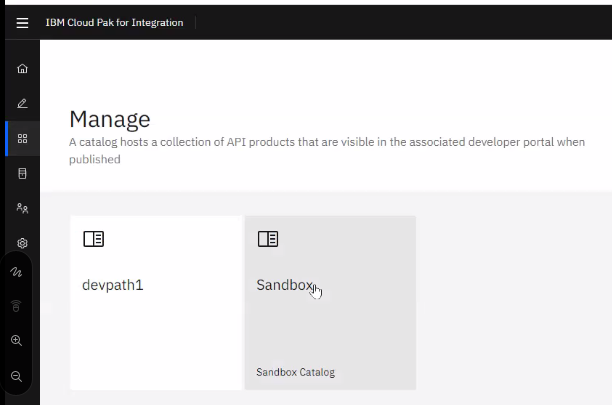 IBM Cloud Pak for Integration
Manage
A catalog hosts a collection of API products that are visible in the associated developer portal when
published
devpath1
Sandbox
Sandbox Catalog